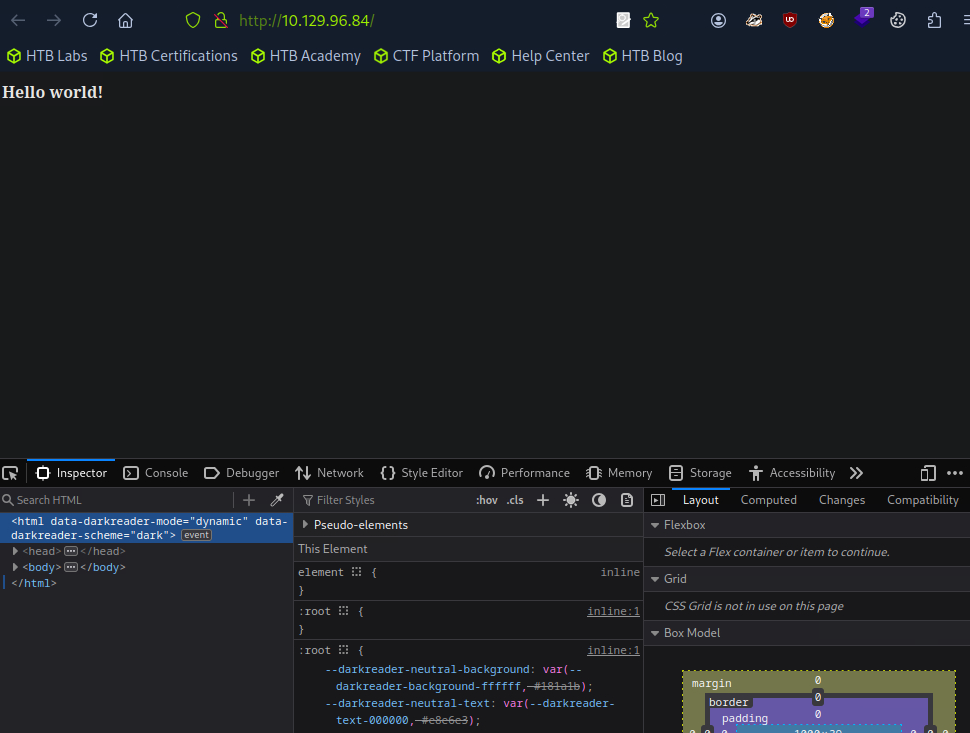 http://10.129.96.84/
UD
2
HTB Labs HTB Certifications HTB Academy CTF Platform Help Center HTB Blog
Hello world!
Inspector Console Debugger Network Style Editor Performance Memory Storage Accessibility
Search HTML
Filter Styles :hov .cls
Layout Computed Changes Compatibility
<html data-darkreader-mode="dynamic" data-
darkreader-scheme="dark"> event
<head> </head>
<body> </body>
</html>
Pseudo-elements
This Element
element { inline
}
:root { inline:1
}
:root { inline:1
--darkreader-neutral-background: var(--
darkreader-background-ffffff, #181a1b);
--darkreader-neutral-text: var(--darkreader-
text-000000, #e8e6e3);
Flexbox
Select a Flex container or item to continue.
Grid
CSS Grid is not in use on this page
Box Model
margin 0
border 0
padding 0